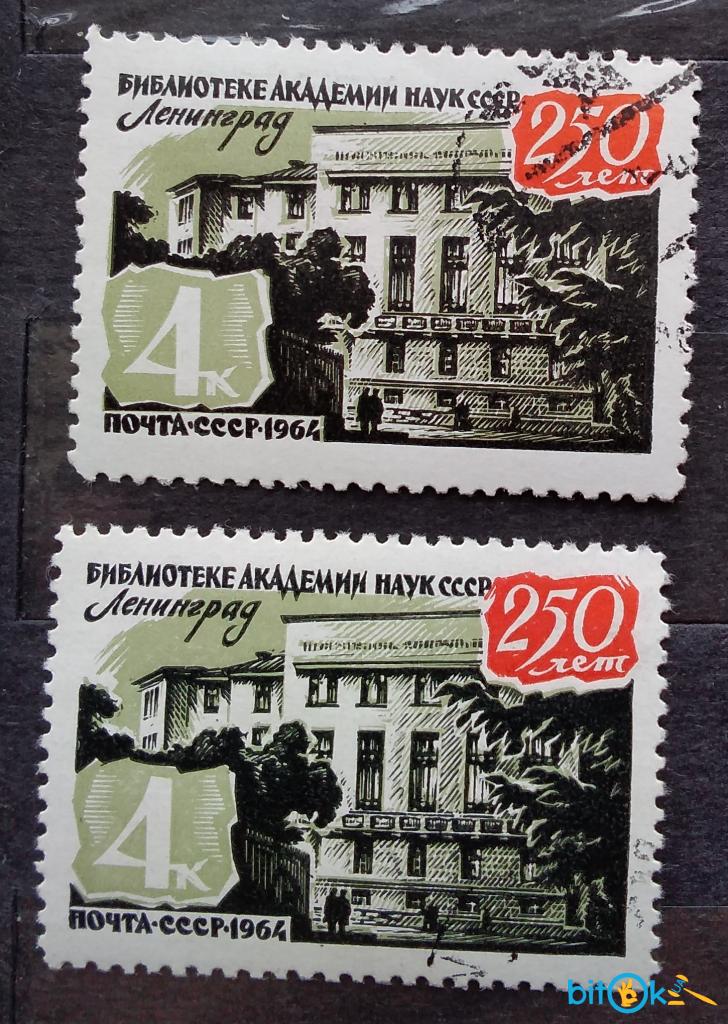 БИБЛИОТЕКЕ АКАДЕМИИ НАУК СССР
Ленинград
250
лет
4к
ПОЧТА·СССР·1964
БИБЛИОТЕКЕ АКАДЕМИИ НАУК СССР
Ленинград
250
лет
4к
ПОЧТА·СССР·1964
bitok
UA